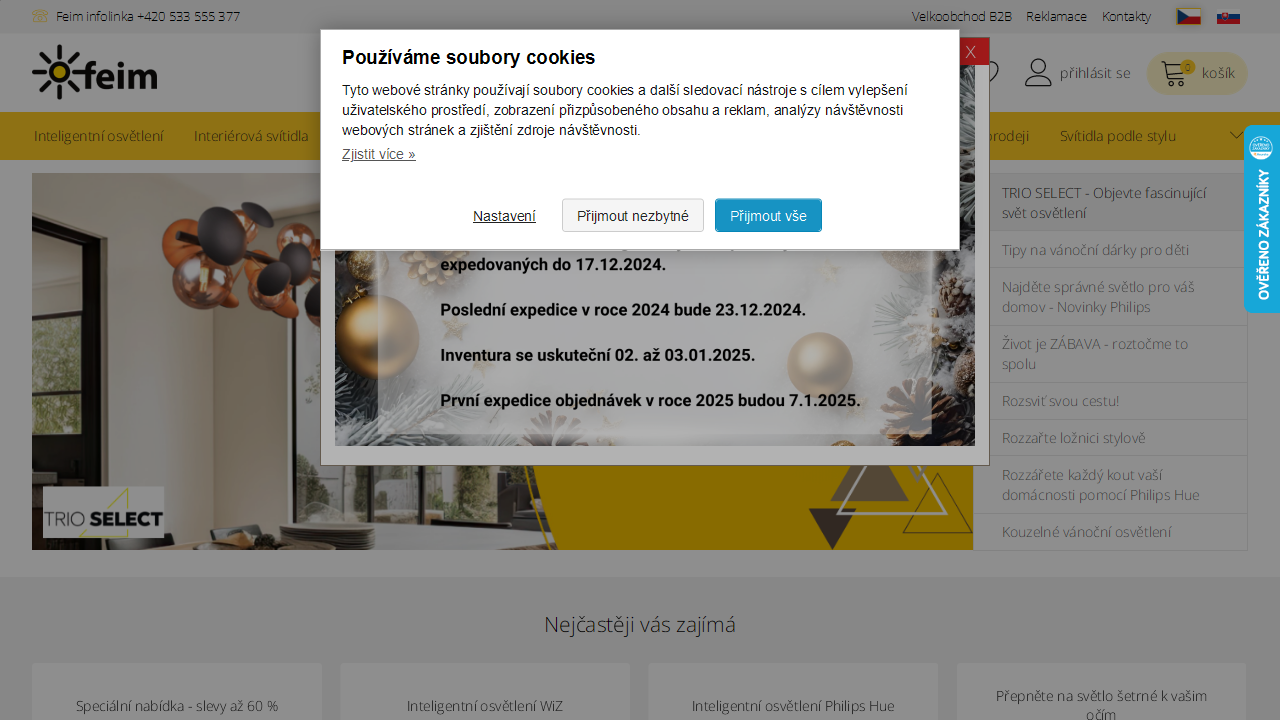 Feim infolinka +420 533 555 377
Velkoobchod B2B
Reklamace
Kontakty
feim
přihlásit se
0
košík
Inteligentní osvětlení
Interiérová svítidla
Svítidla podle stylu
X
Používáme soubory cookies
Tyto webové stránky používají soubory cookies a další sledovací nástroje s cílem vylepšení
uživatelského prostředí, zobrazení přizpůsobeného obsahu a reklam, analýzy návštěvnosti
webových stránek a zjištění zdroje návštěvnosti.
Zjistit více »
Nastavení
Přijmout nezbytné
Přijmout vše
expedovaných do 17.12.2024.
Poslední expedice v roce 2024 bude 23.12.2024.
Inventura se uskuteční 02. až 03.01.2025.
První expedice objednávek v roce 2025 budou 7.1.2025.
TRIO SELECT
TRIO SELECT - Objevte fascinující
svět osvětlení
Tipy na vánoční dárky pro děti
Najděte správné světlo pro váš
domov - Novinky Philips
Život je ZÁBAVA - roztočme to
spolu
Rozsviť svou cestu!
Rozzařte ložnici stylově
Rozzářete každý kout vaší
domácnosti pomocí Philips Hue
Kouzelné vánoční osvětlení
OVĚŘENO ZÁKAZNÍKY
Nejčastěji vás zajímá
Speciální nabídka - slevy až 60 %
Inteligentní osvětlení WiZ
Inteligentní osvětlení Philips Hue
Přepněte na světlo šetrné k vašim
očím